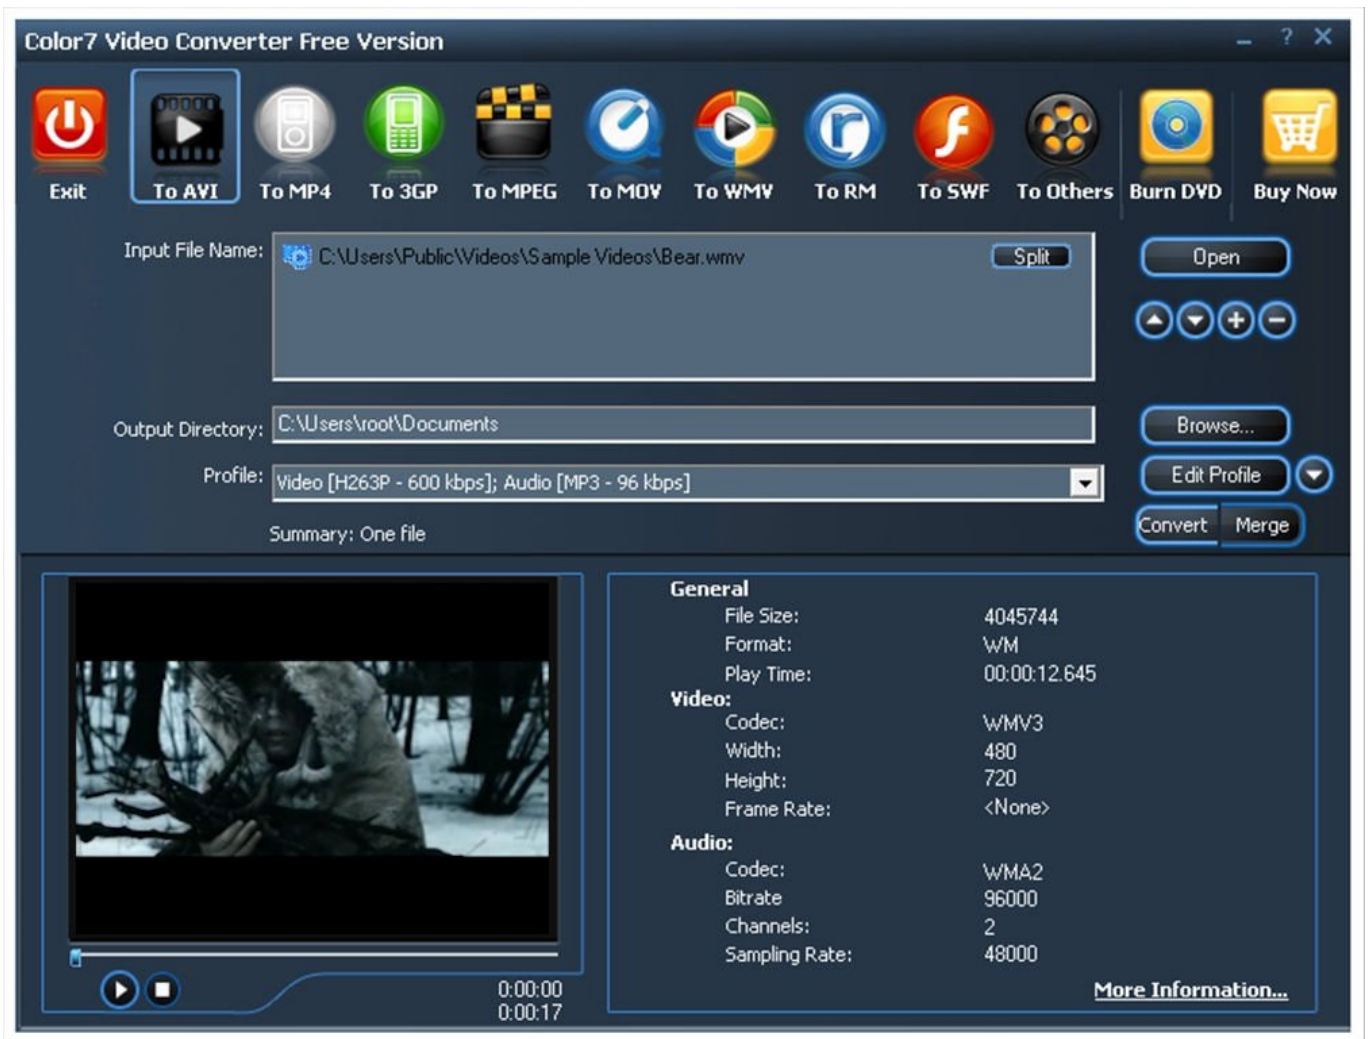 Color7 Video Converter Free Version
Exit To AVI To MP4 To 3GP To MPEG To MOV To WMV To RM To SWF To Others Burn DVD Buy Now
Input File Name: C:\Users\Public\Videos\Sample Videos\Bear.wmv Split Open
Output Directory: C:\Users\root\Documents Browse...
Profile: Video [H263P - 600 kbps]; Audio [MP3 - 96 kbps] Edit Profile
Summary: One file Convert Merge
General
File Size: 4045744
Format: WM
Play Time: 00:00:12.645
Video:
Codec: WMV3
Width: 480
Height: 720
Frame Rate: <None>
Audio:
Codec: WMA2
Bitrate 96000
Channels: 2
Sampling Rate: 48000
More Information...
0:00:00
0:00:17